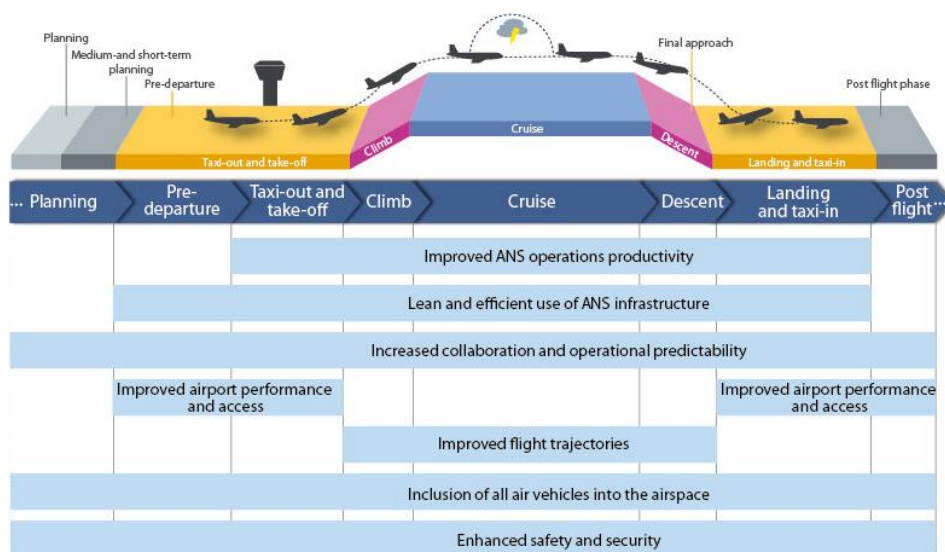 Planning
Medium-and short-term
planning
Pre-departure
Final approach
Post flight phase
Taxi-out and take-off
Climb
Cruise
Descent
Landing and taxi-in
... Planning
Pre-
departure
Taxi-out and
take-off
Climb
Cruise
Descent
Landing
and taxi-in
Post
flight ...
Improved ANS operations productivity
Lean and efficient use of ANS infrastructure
Increased collaboration and operational predictability
Improved airport performance
and access
Improved airport performance
and access
Improved flight trajectories
Inclusion of all air vehicles into the airspace
Enhanced safety and security